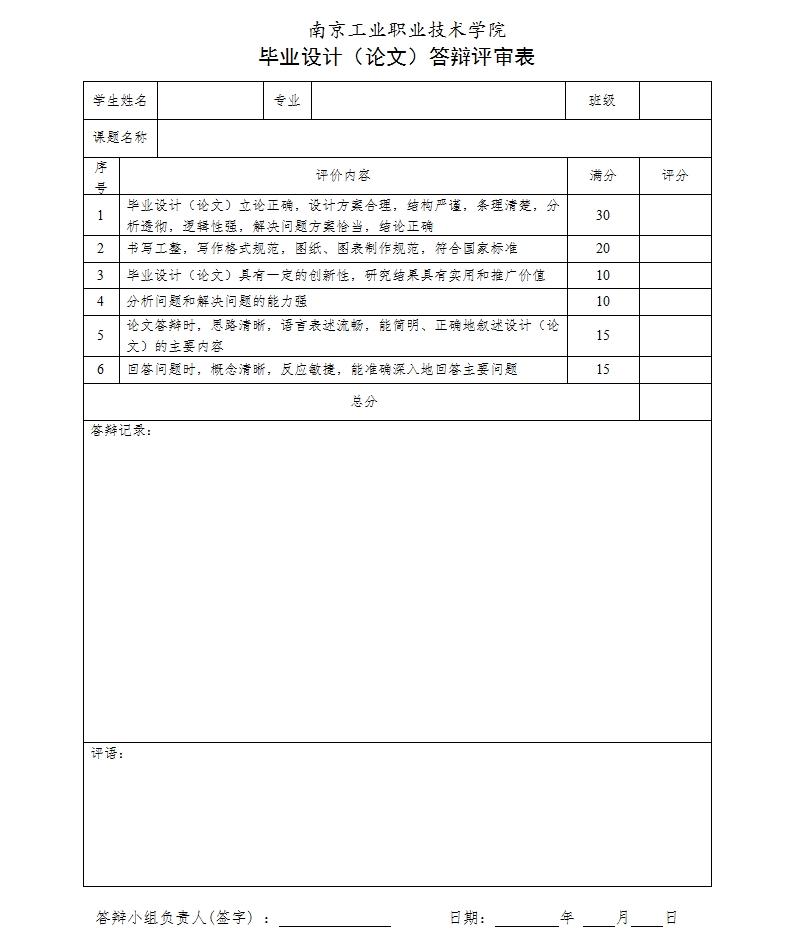 南京工业职业技术学院
毕业设计（论文）答辩评审表
学生姓名 专业 班级
课题名称
序号 评价内容 满分 评分
1 毕业设计（论文）立论正确，设计方案合理，结构严谨，条理清楚，分
析透彻，逻辑性强，解决问题方案恰当，结论正确 30
2 书写工整，写作格式规范，图纸、图表制作规范，符合国家标准 20
3 毕业设计（论文）具有一定的创新性，研究结果具有实用和推广价值 10
4 分析问题和解决问题的能力强 10
5 论文答辩时，思路清晰，语言表述流畅，能简明、正确地叙述设计（论
文）的主要内容 15
6 回答问题时，概念清晰，反应敏捷，能准确深入地回答主要问题 15
总分
答辩记录：
评语：
答辩小组负责人(签字)：________ 日期：______年 ___月___日